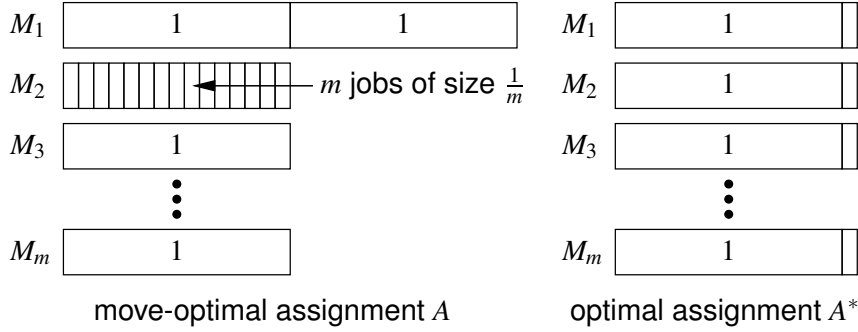 M₁ 1 1 M₁ 1
M₂ m jobs of size 1/m M₂ 1
M₃ 1 M₃ 1
Mₘ 1 Mₘ 1
move-optimal assignment A optimal assignment A*